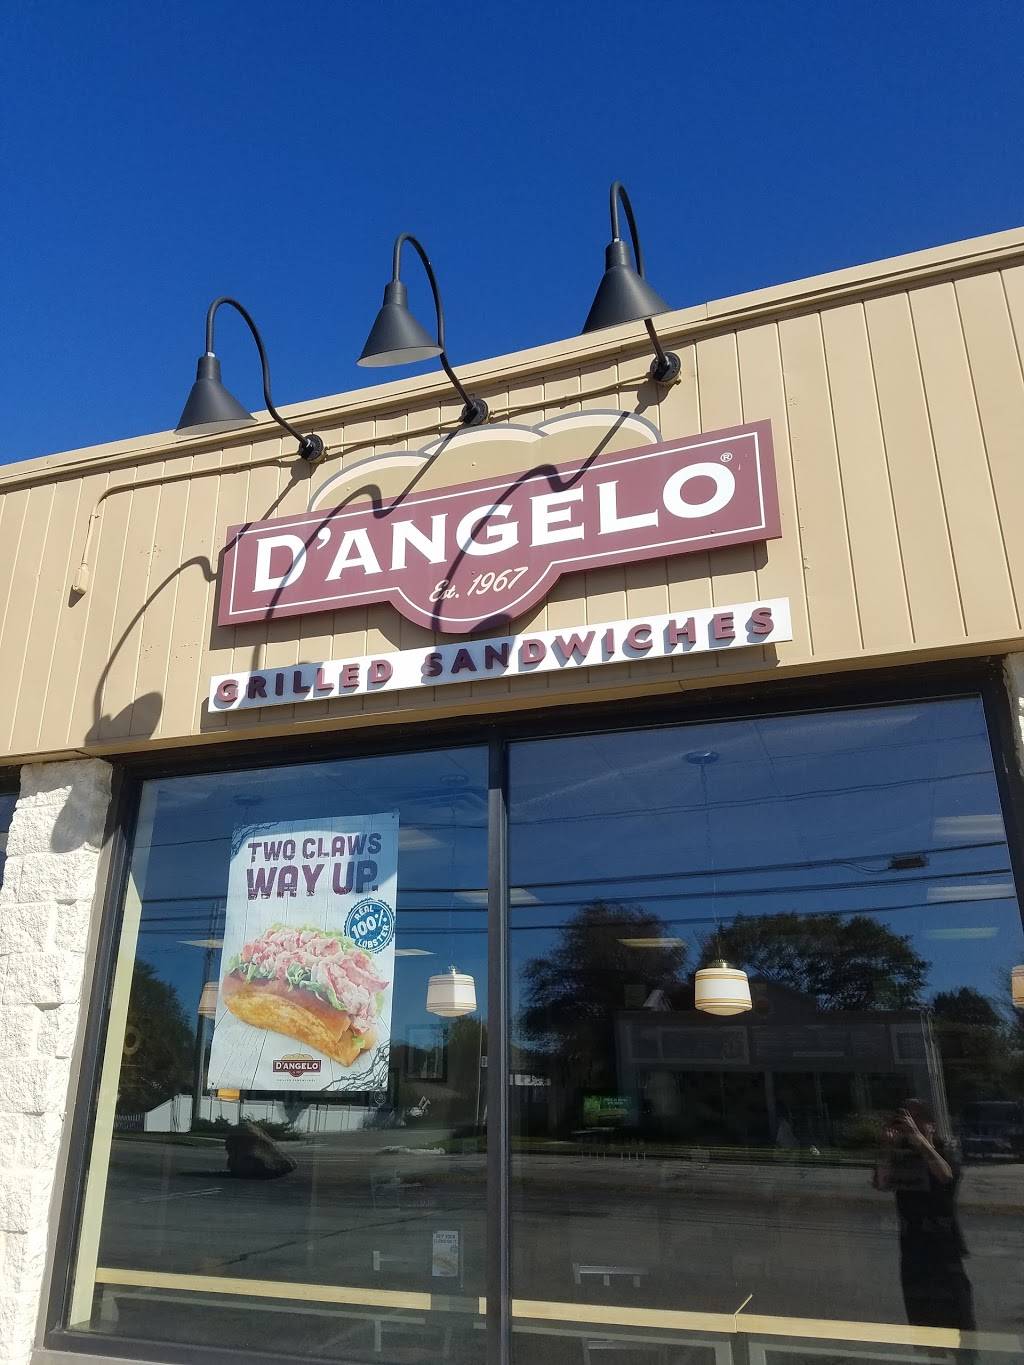 D'ANGELO®
Est. 1967
GRILLED SANDWICHES
TWO CLAWS
WAY UP.
REAL
100%
LOBSTER
D'ANGELO